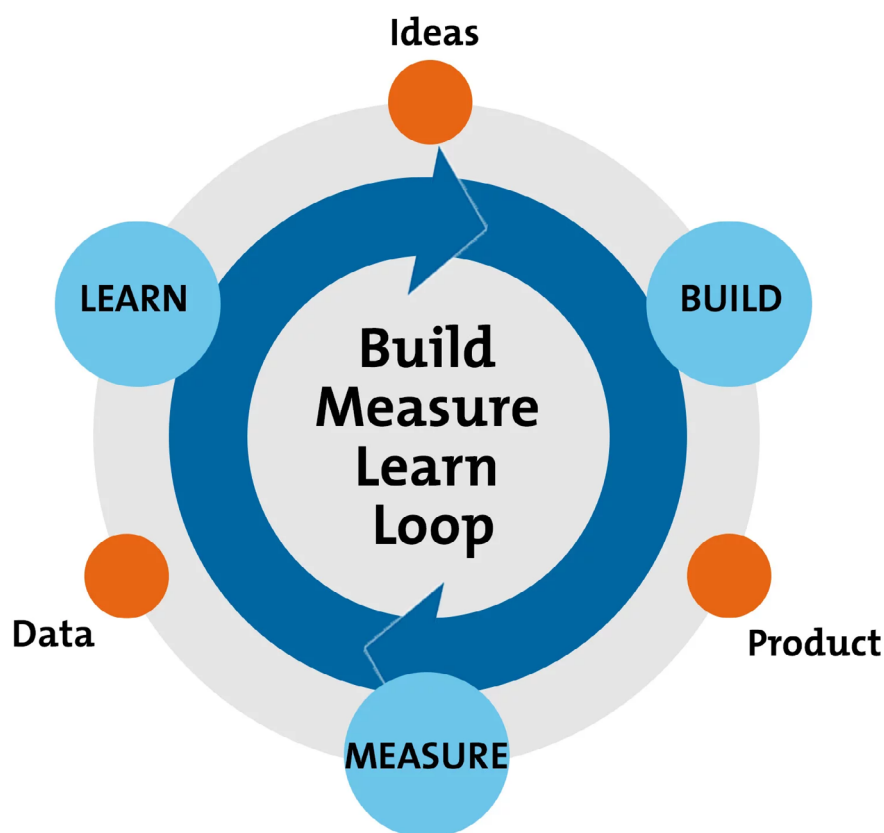 Ideas
LEARN
BUILD
Build
Measure
Learn
Loop
Data
Product
MEASURE